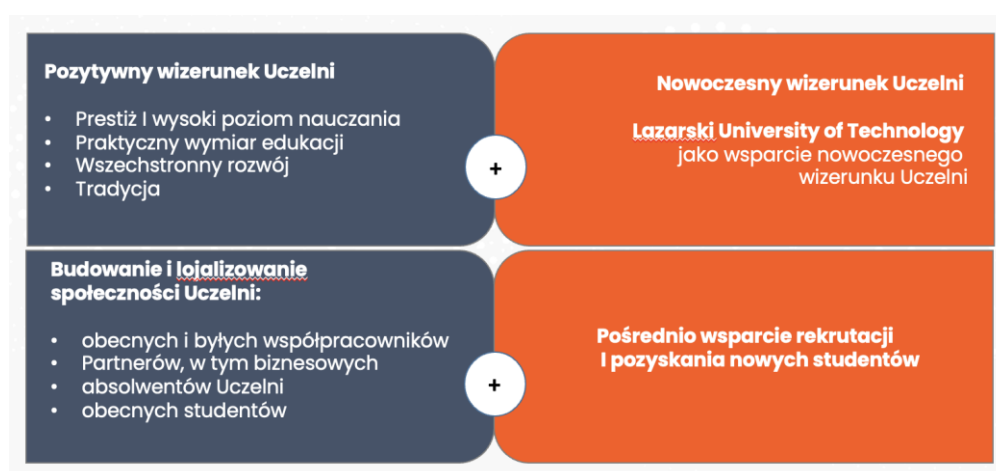 Pozytywny wizerunek Uczelni
• Prestiż I wysoki poziom nauczania
• Praktyczny wymiar edukacji
• Wszechstronny rozwój
• Tradycja
+
Nowoczesny wizerunek Uczelni
Lazarski University of Technology
jako wsparcie nowoczesnego
wizerunku Uczelni
Budowanie i lojalizowanie
społeczności Uczelni:
• obecnych i byłych współpracowników
• Partnerów, w tym biznesowych
• absolwentów Uczelni
• obecnych studentów
+
Pośrednio wsparcie rekrutacji
I pozyskania nowych studentów